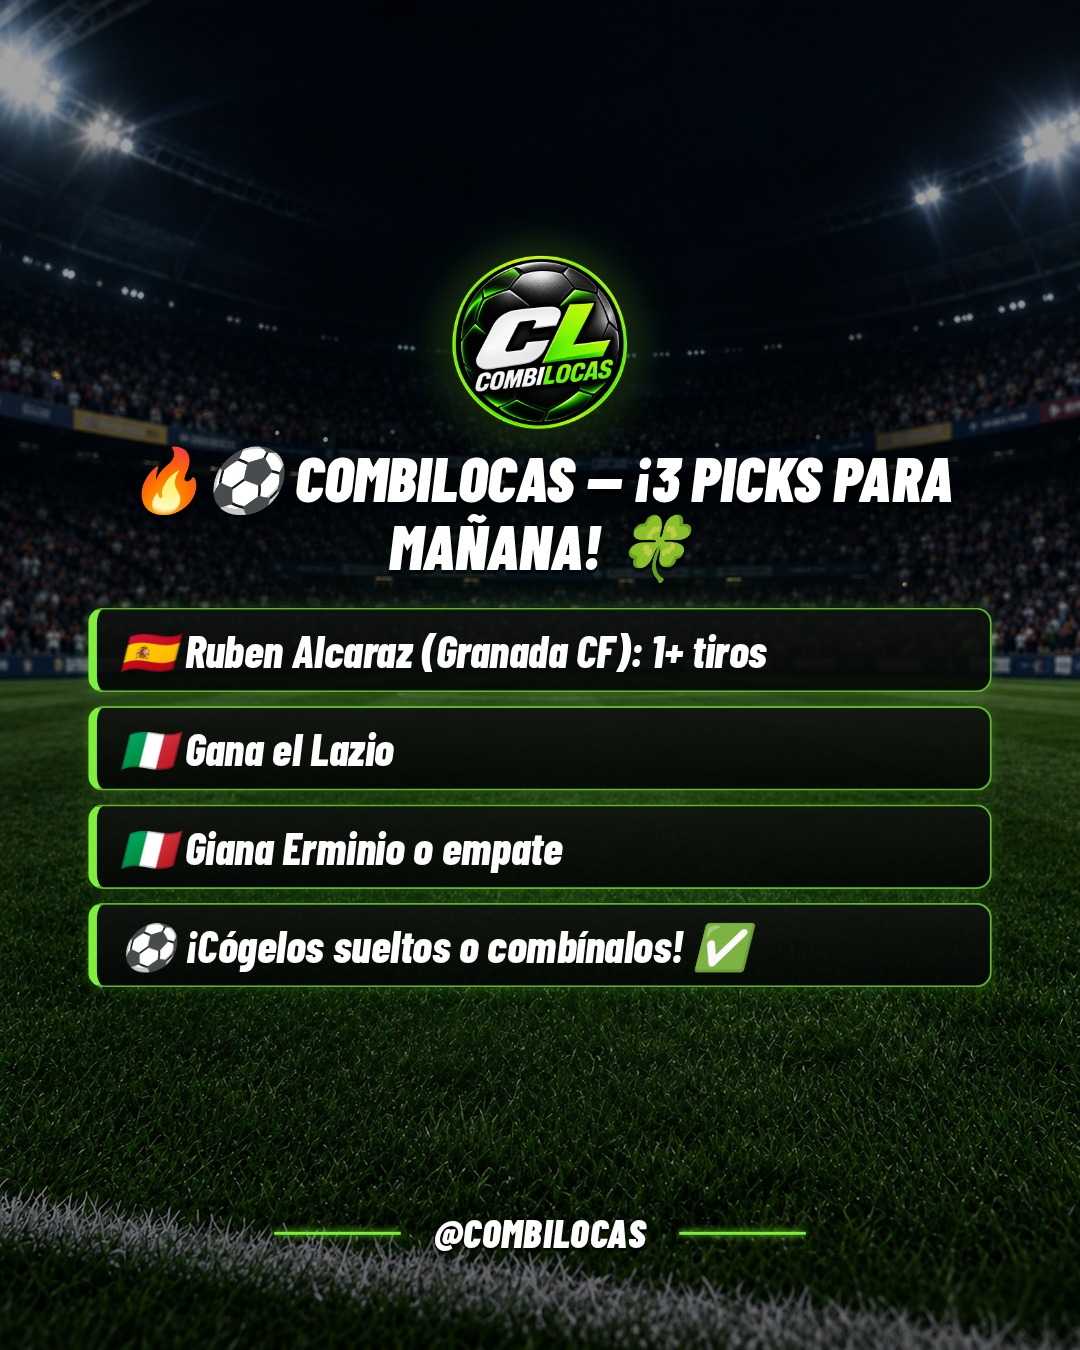 CL
COMBILOCAS
🔥⚽ COMBILOCAS – ¡3 PICKS PARA
MAÑANA! 🍀
🇪🇸 Ruben Alcaraz (Granada CF): 1+ tiros
🇮🇹 Gana el Lazio
🇮🇹 Giana Erminio o empate
⚽ ¡Cógelos sueltos o combínalos! ✅
@COMBILOCAS